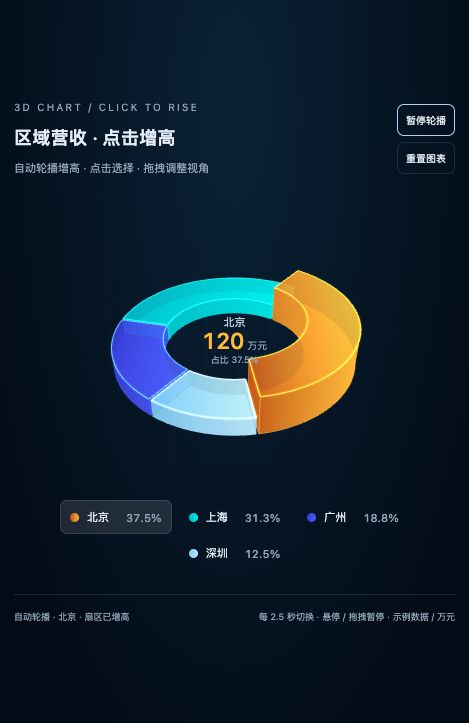 3D CHART / CLICK TO RISE
区域营收 · 点击增高
自动轮播增高 · 点击选择 · 拖拽调整视角
暂停轮播
重置图表
北京
120 万元
占比 37.5%
北京 37.5%
上海 31.3%
广州 18.8%
深圳 12.5%
自动轮播 · 北京 · 扇区已增高
每 2.5 秒切换 · 悬停 / 拖拽暂停 · 示例数据 / 万元